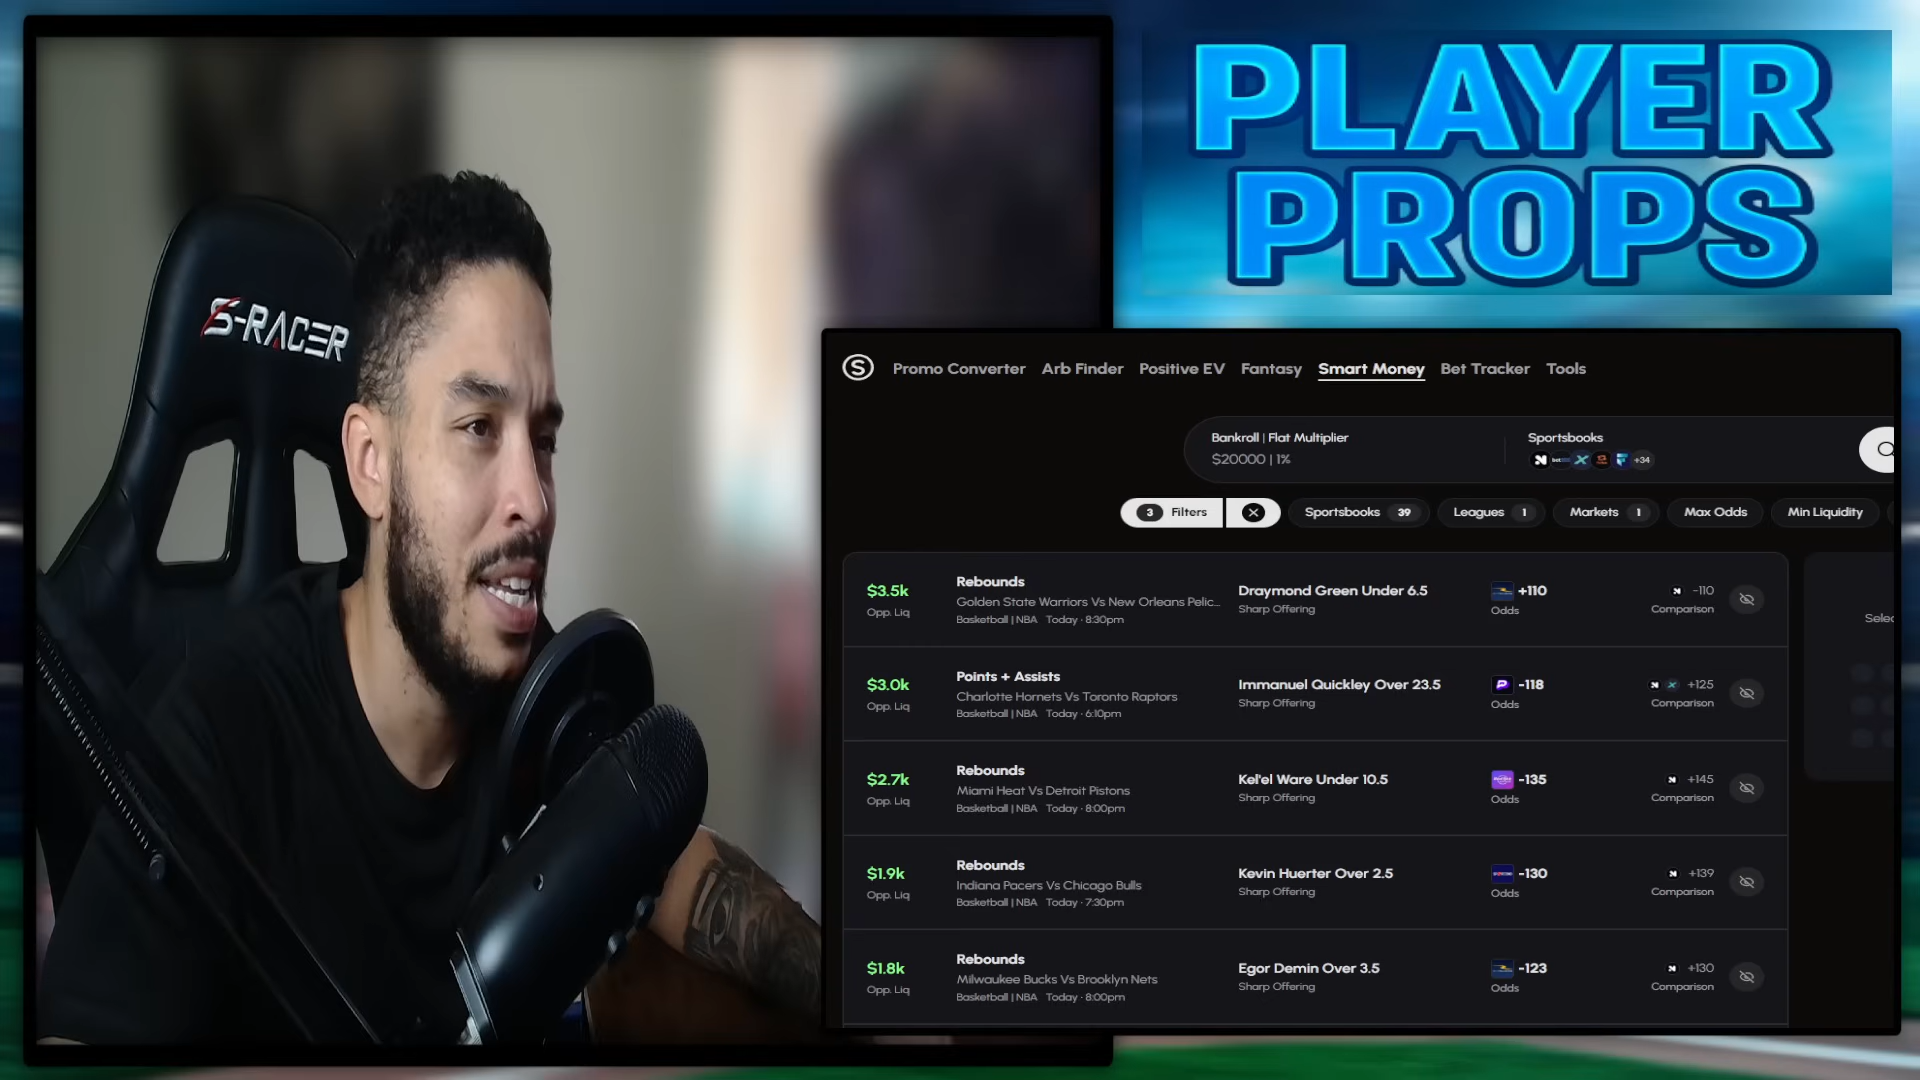 PLAYER
PROPS
S-RACER
S Promo Converter Arb Finder Positive EV Fantasy Smart Money Bet Tracker Tools
Bankroll | Flat Multiplier
$20000 | 1%
Sportsbooks
+34
3 Filters Sportsbooks 39 Leagues 1 Markets 1 Max Odds Min Liquidity
$3.5k
Opp. Liq
Rebounds
Golden State Warriors Vs New Orleans Pelic...
Basketball | NBA Today · 8:30pm
Draymond Green Under 6.5
Sharp Offering
+110
Odds
-110
Comparison
$3.0k
Opp. Liq
Points + Assists
Charlotte Hornets Vs Toronto Raptors
Basketball | NBA Today · 6:10pm
Immanuel Quickley Over 23.5
Sharp Offering
-118
Odds
+125
Comparison
$2.7k
Opp. Liq
Rebounds
Miami Heat Vs Detroit Pistons
Basketball | NBA Today · 8:00pm
Kel'el Ware Under 10.5
Sharp Offering
-135
Odds
+145
Comparison
$1.9k
Opp. Liq
Rebounds
Indiana Pacers Vs Chicago Bulls
Basketball | NBA Today · 7:30pm
Kevin Huerter Over 2.5
Sharp Offering
-130
Odds
+139
Comparison
$1.8k
Opp. Liq
Rebounds
Milwaukee Bucks Vs Brooklyn Nets
Basketball | NBA Today · 8:00pm
Egor Demin Over 3.5
Sharp Offering
-123
Odds
+130
Comparison